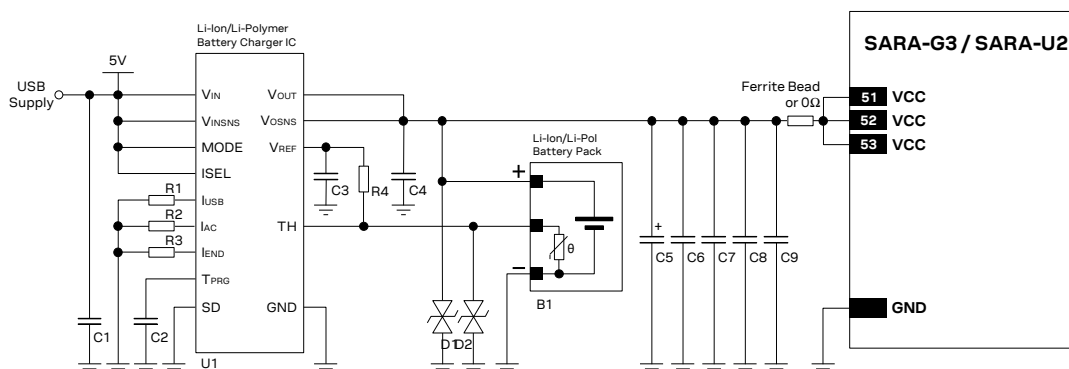 Li-Ion/Li-Polymer
Battery Charger IC
SARA-G3 / SARA-U2
5V
USB
Supply
VIN
VINSNS
MODE
ISEL
IUSB
IAC
IEND
TPRG
SD
VOUT
VOSNS
VREF
TH
GND
R1
R2
R3
C1
C2
U1
C3
R4
C4
Li-Ion/Li-Pol
Battery Pack
+
θ
–
B1
D1
D2
+
C5
C6
C7
C8
C9
Ferrite Bead
or 0Ω
51 VCC
52 VCC
53 VCC
GND